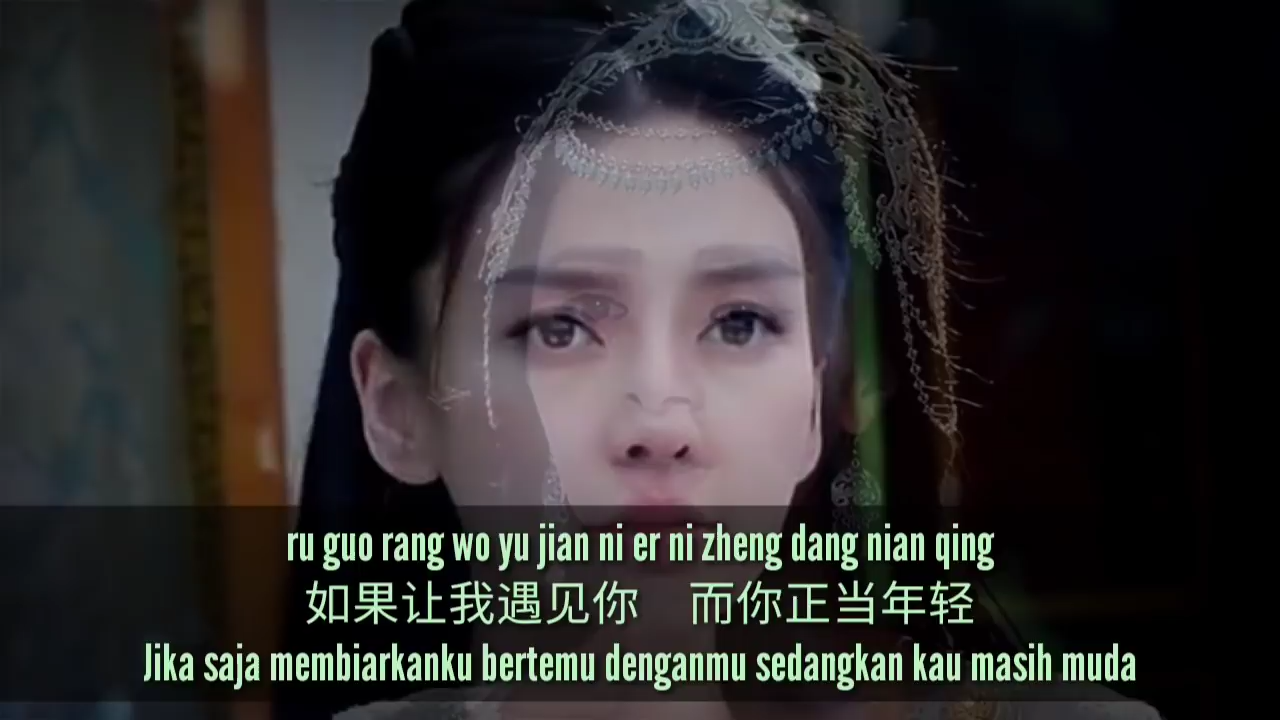 ru guo rang wo yu jian ni er ni zheng dang nian qing
如果让我遇见你 而你正当年轻
Jika saja membiarkanku bertemu denganmu sedangkan kau masih muda